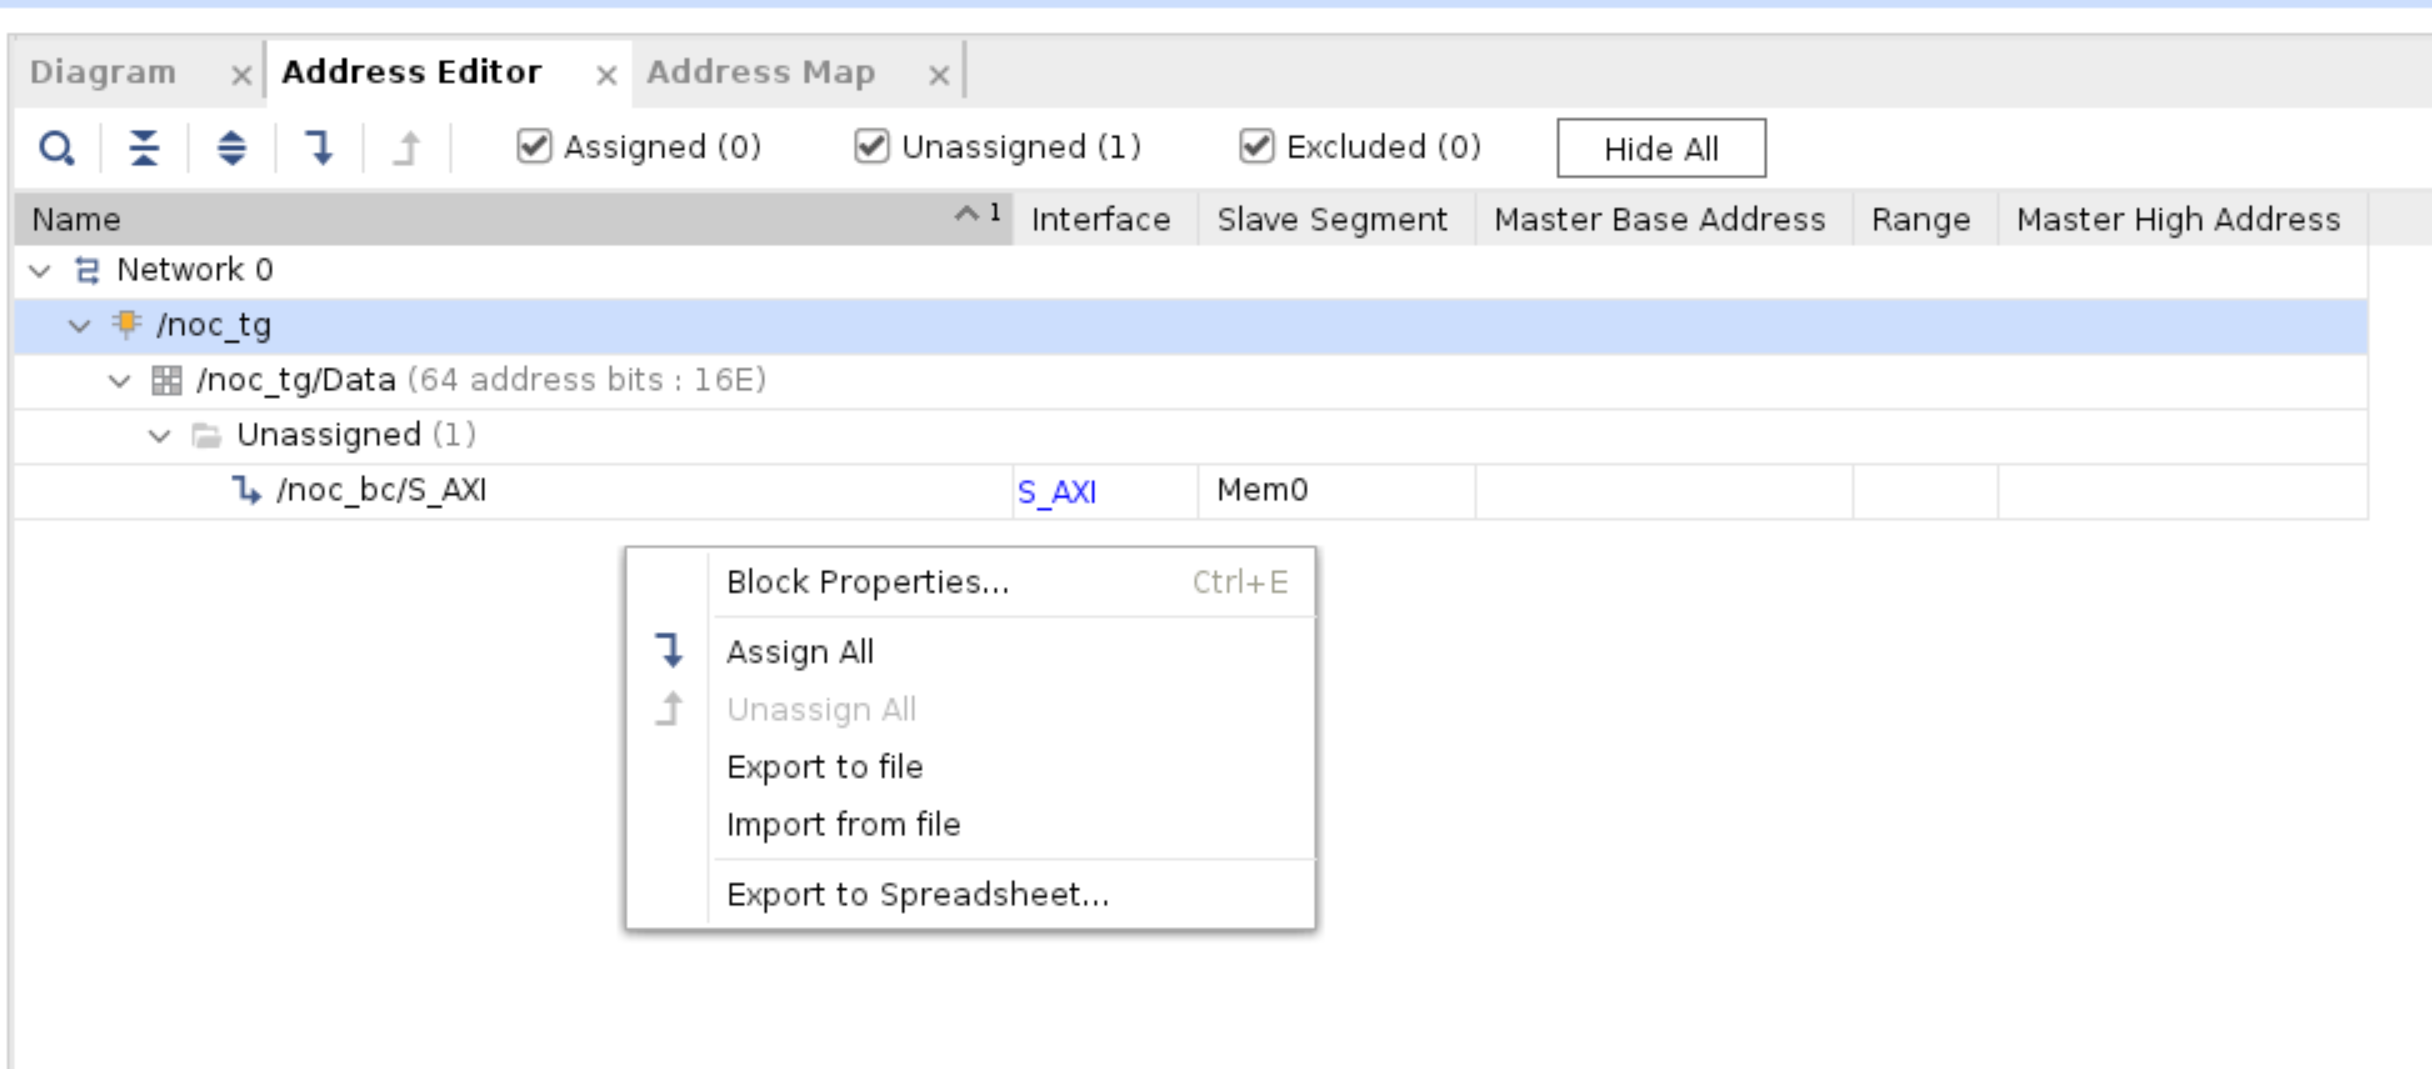 Diagram × Address Editor × Address Map ×
Assigned (0) Unassigned (1) Excluded (0) Hide All
Name 1 Interface Slave Segment Master Base Address Range Master High Address
Network 0
/noc_tg
/noc_tg/Data (64 address bits : 16E)
Unassigned (1)
/noc_bc/S_AXI S_AXI Mem0
Block Properties... Ctrl+E
Assign All
Unassign All
Export to file
Import from file
Export to Spreadsheet...